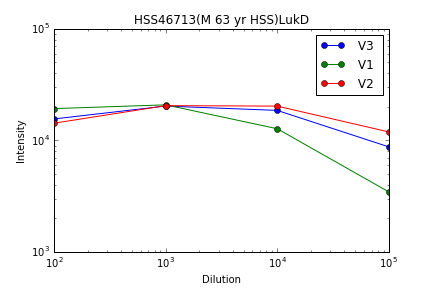 HSS46713(M 63 yr HSS)LukD
10^5
10^4
10^3
Intensity
V3
V1
V2
10^2 10^3 10^4 10^5
Dilution